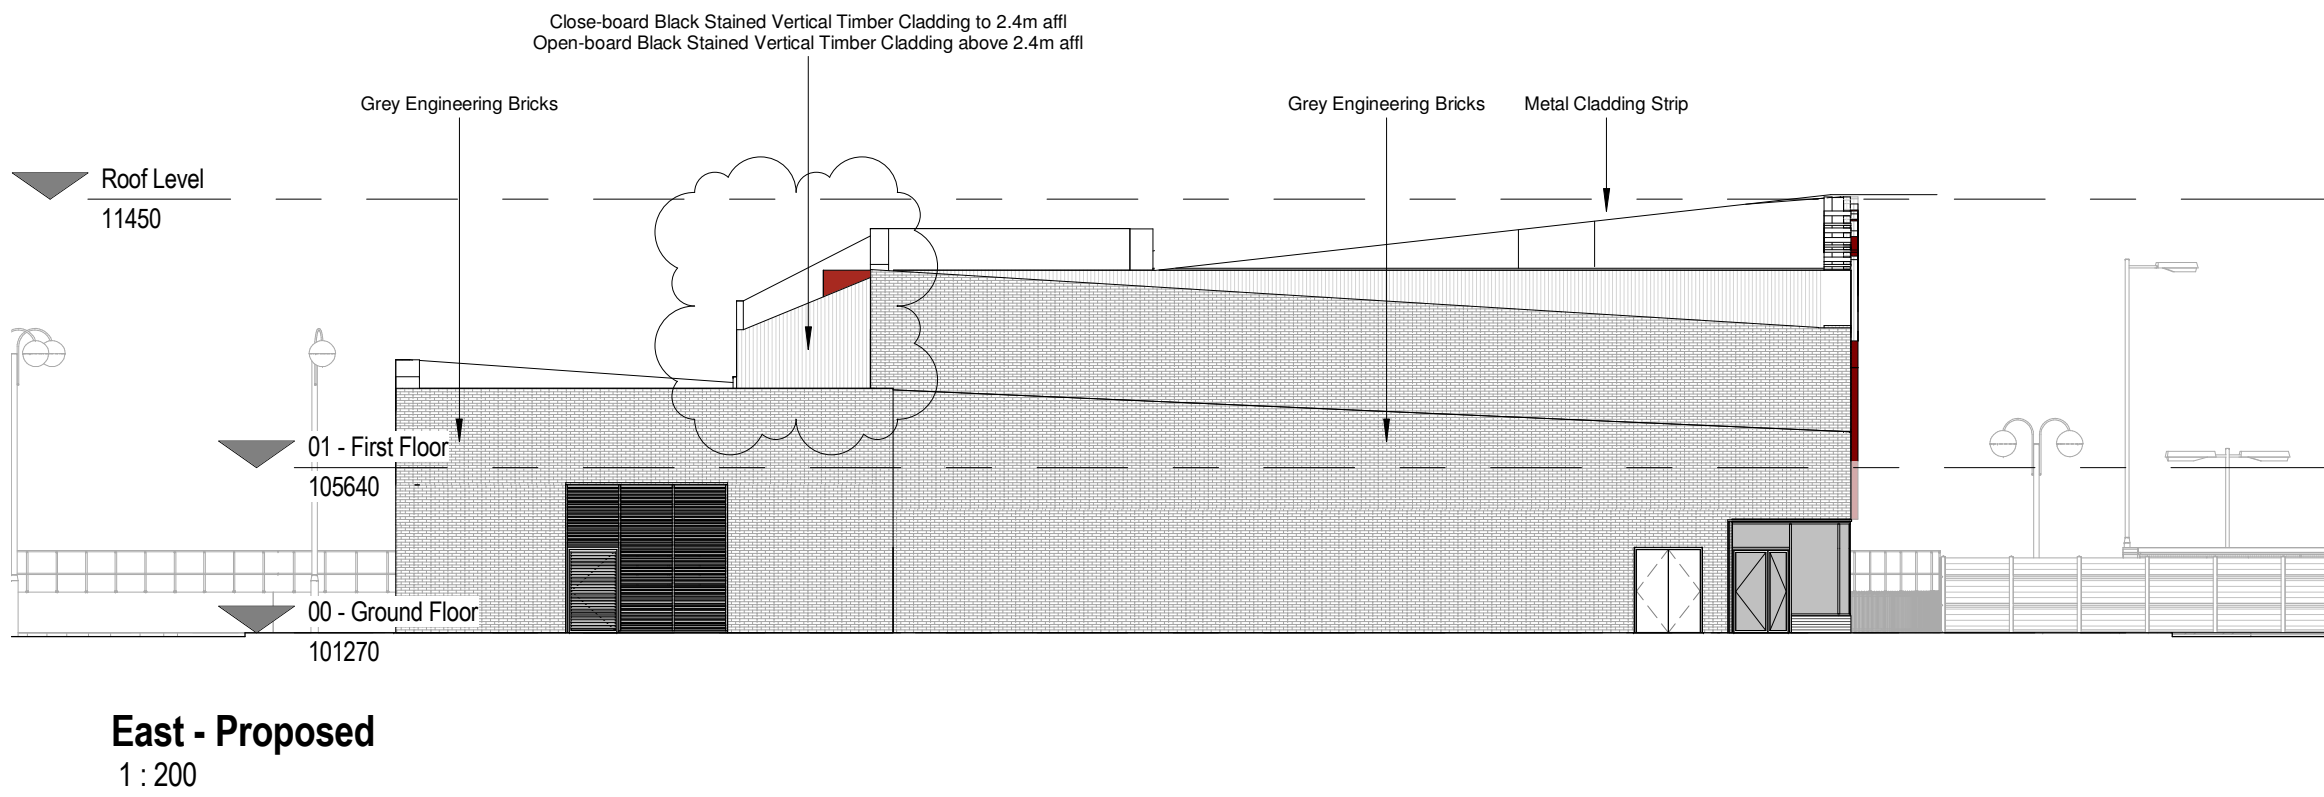 Close-board Black Stained Vertical Timber Cladding to 2.4m affl
Open-board Black Stained Vertical Timber Cladding above 2.4m affl
Grey Engineering Bricks
Grey Engineering Bricks
Metal Cladding Strip
Roof Level
11450
01 - First Floor
105640
00 - Ground Floor
101270
East - Proposed
1 : 200